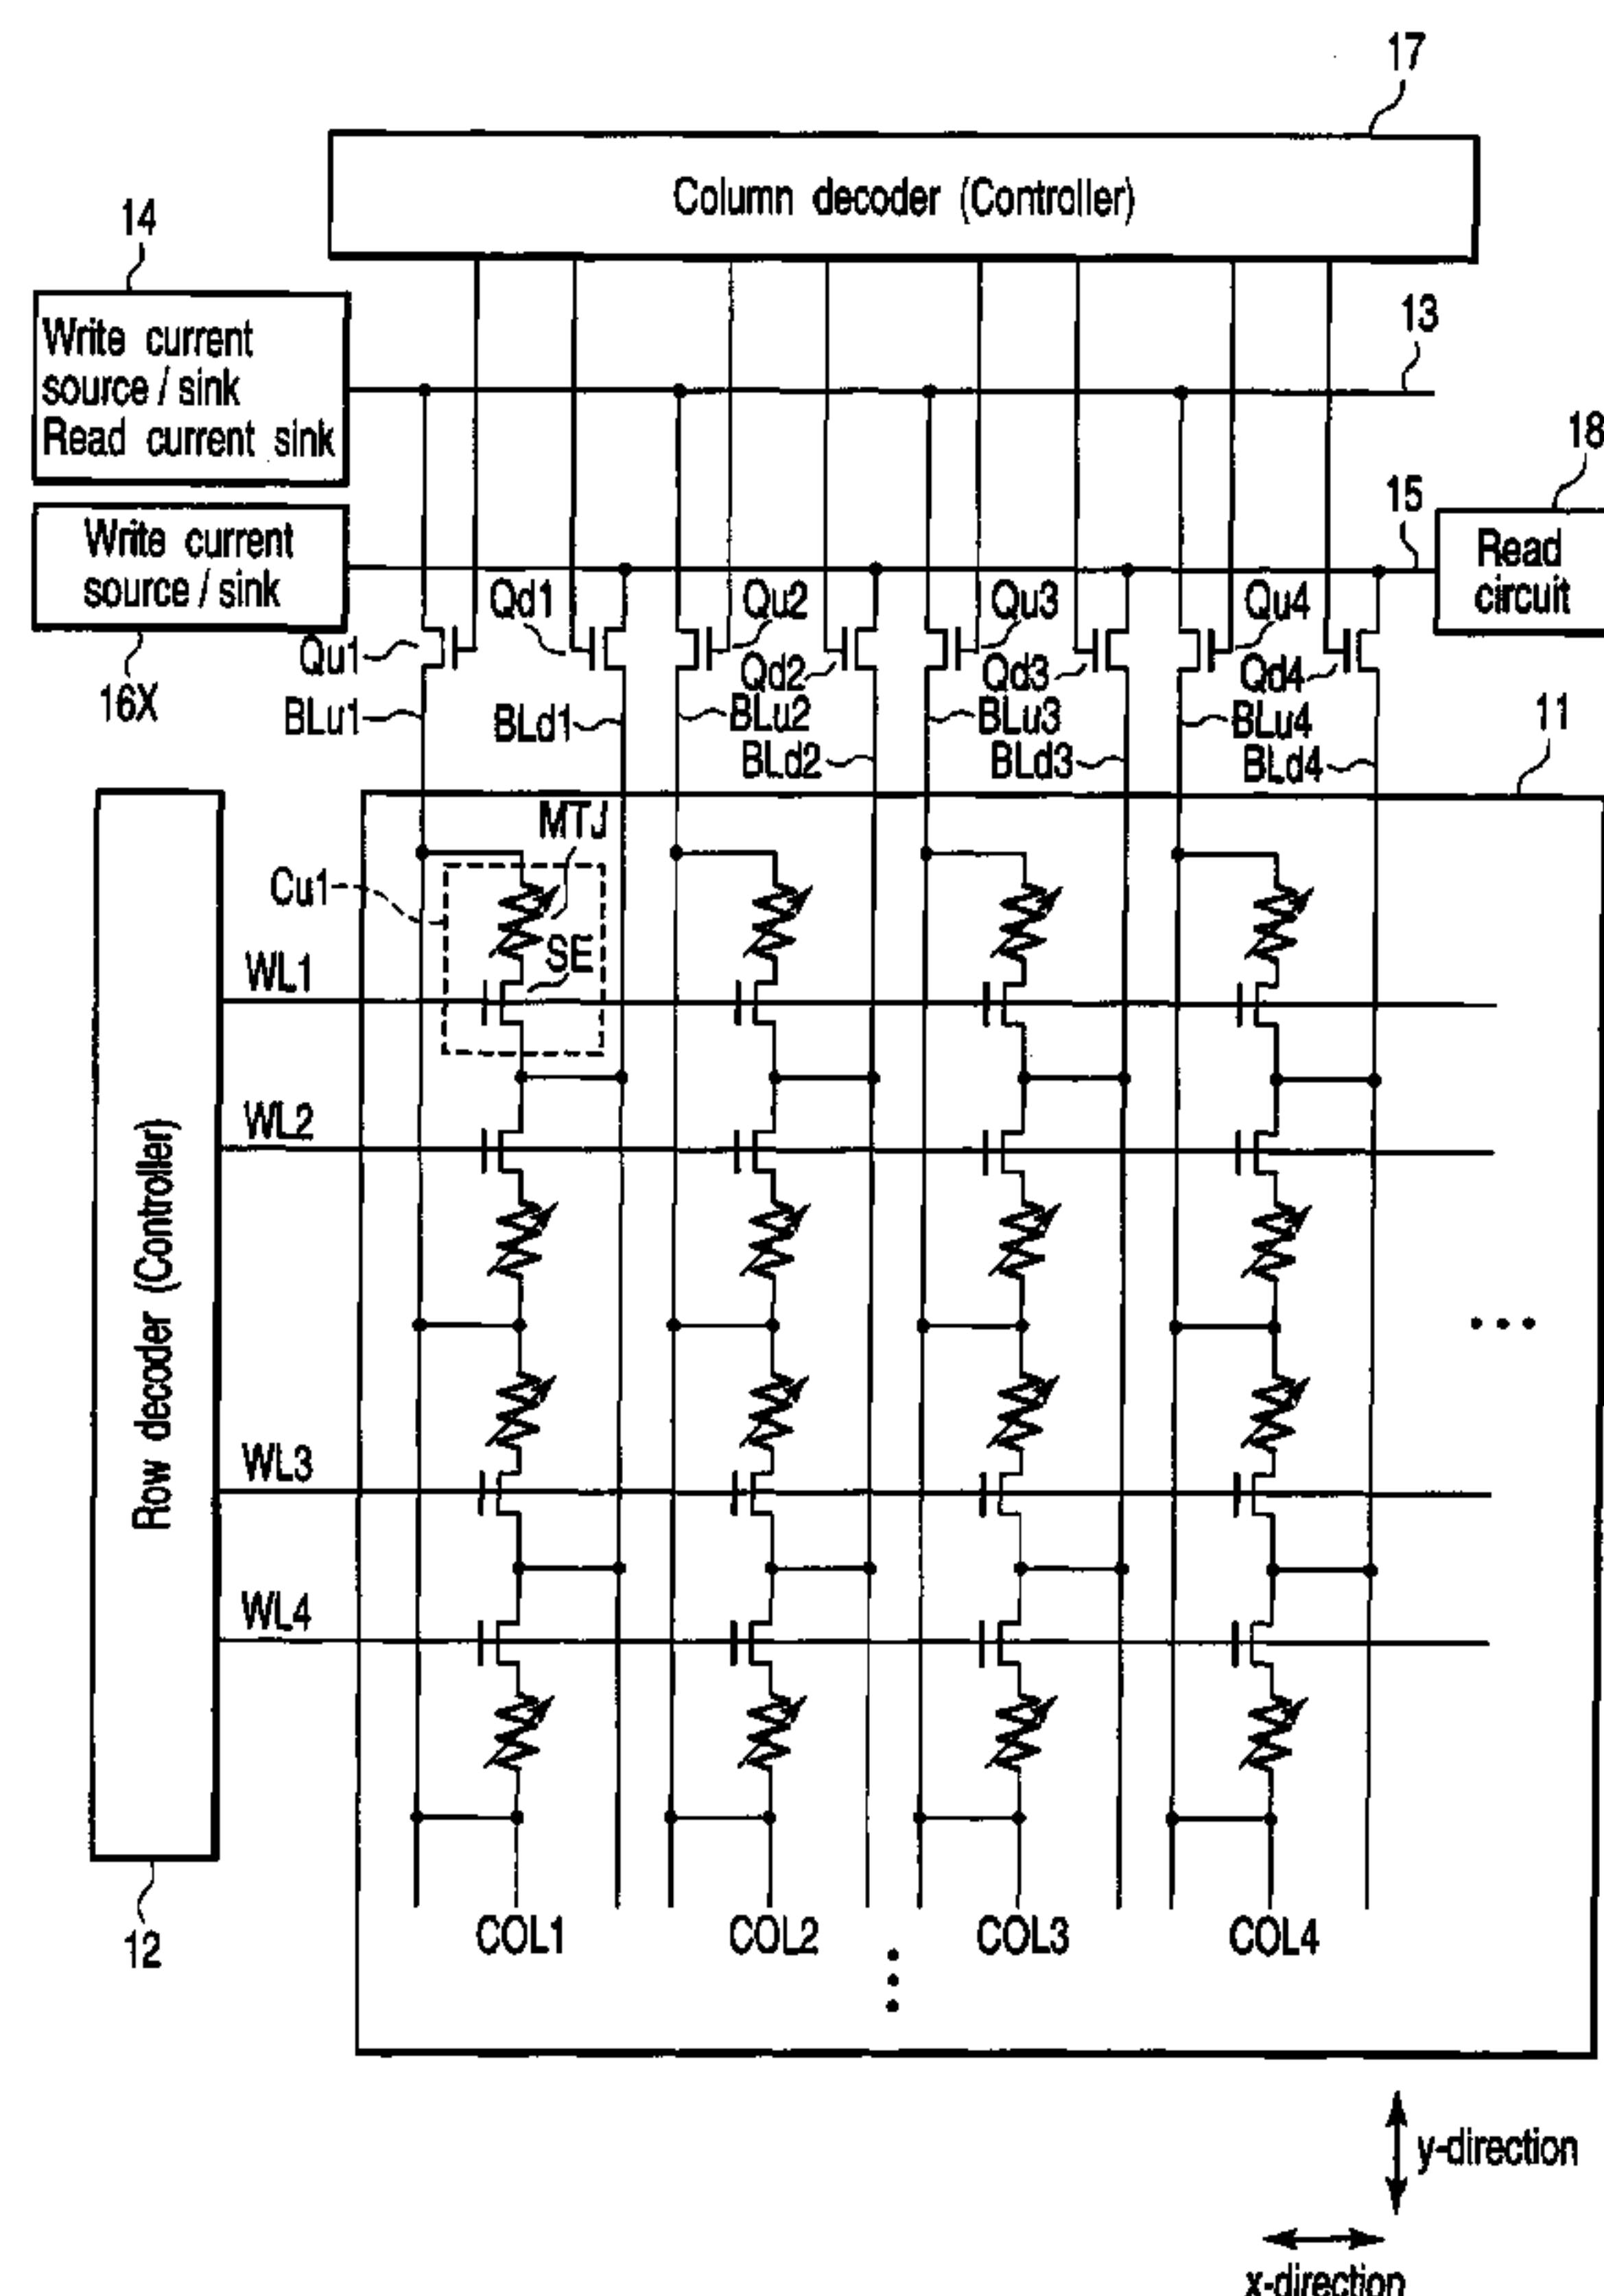 17
Column decoder (Controller)
14
Write current
source / sink
Read current sink
13
18
15
Write current
source / sink
Read
circuit
Qd1
Qu2
Qu3
Qu4
Qu1
Qd2
Qd3
Qd4
16X
BLu1
BLd1
BLu2
BLu3
BLu4
11
BLd2
BLd3
BLd4
MTJ
Cu1
SE
WL1
WL2
Row decoder (Controller)
WL3
WL4
12
COL1
COL2
COL3
COL4
y-direction
x-direction